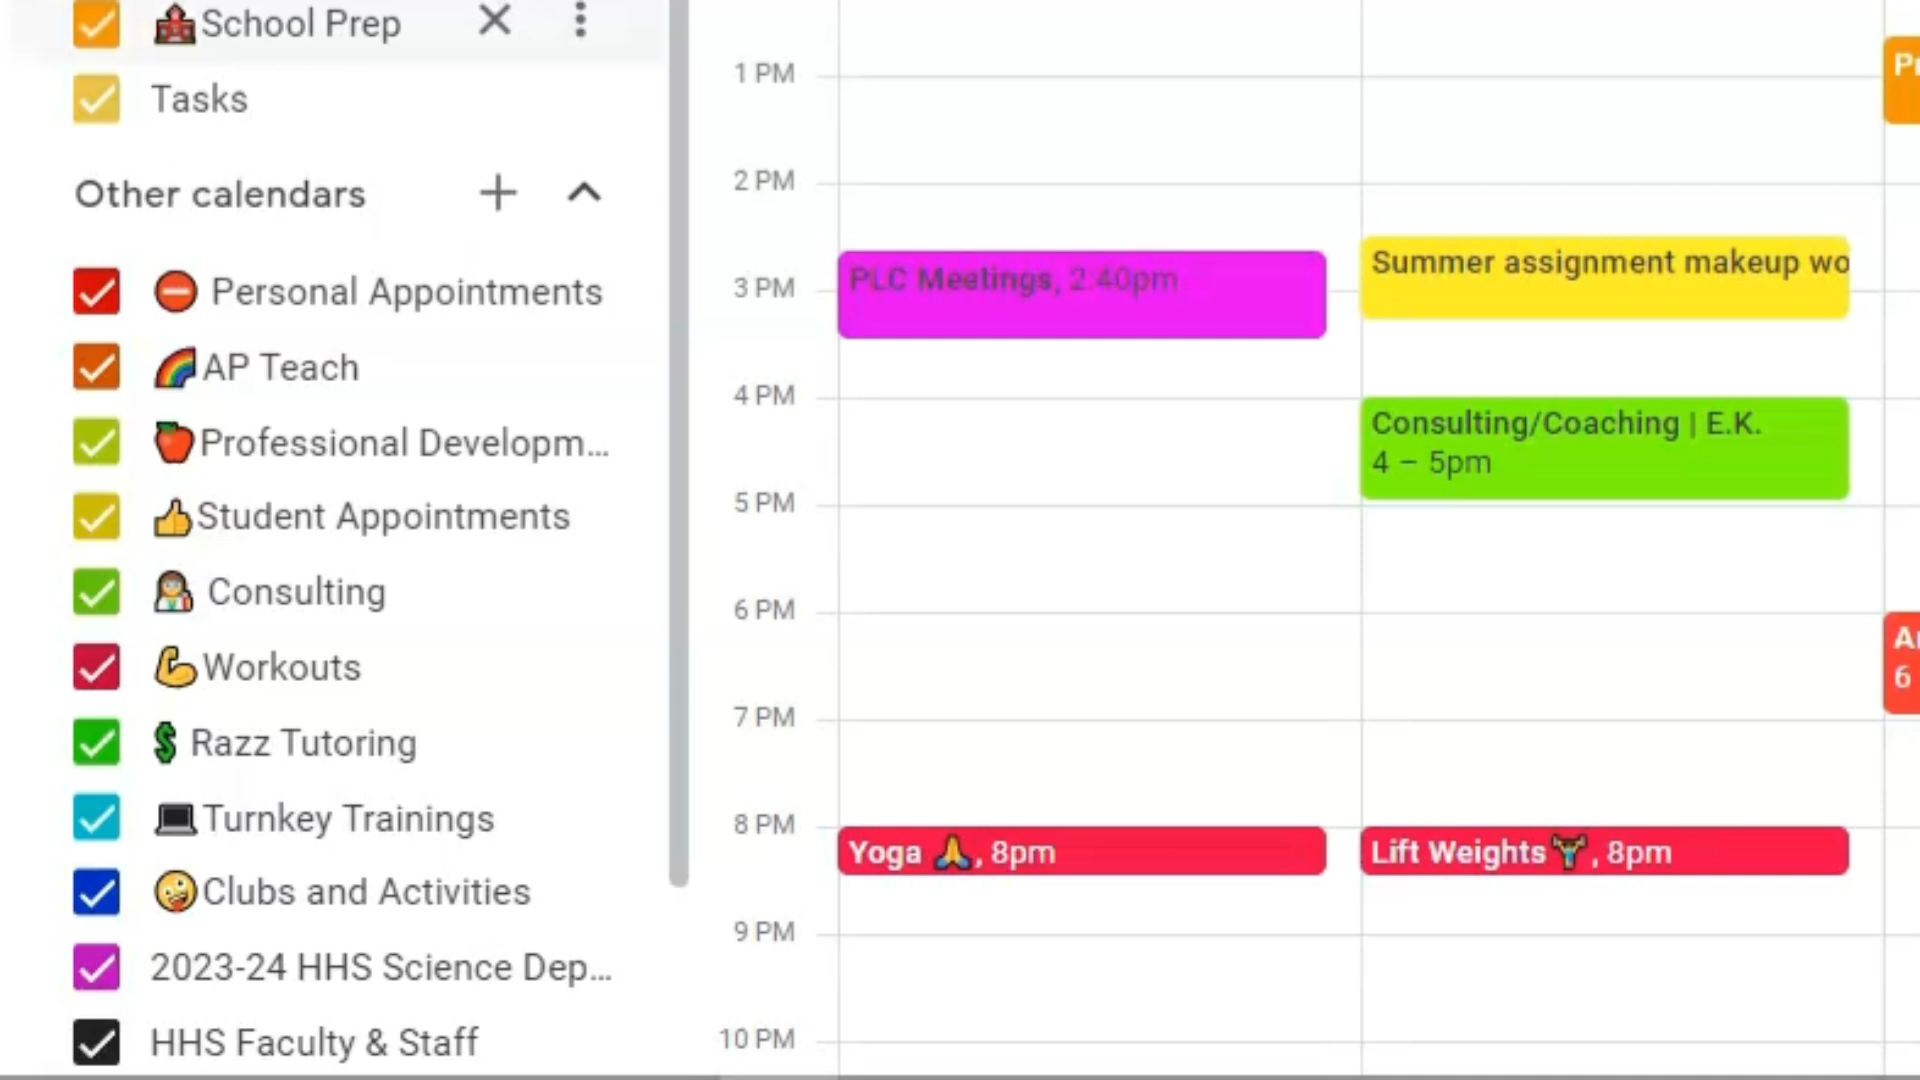 School Prep
Tasks
Other calendars
Personal Appointments
AP Teach
Professional Developm...
Student Appointments
Consulting
Workouts
Razz Tutoring
Turnkey Trainings
Clubs and Activities
2023-24 HHS Science Dep...
HHS Faculty & Staff
1 PM
2 PM
3 PM
4 PM
5 PM
6 PM
7 PM
8 PM
9 PM
10 PM
PLC Meetings, 2:40pm
Yoga 🙏, 8pm
Summer assignment makeup wo
Consulting/Coaching | E.K.
4 – 5pm
Lift Weights 🏋, 8pm
6